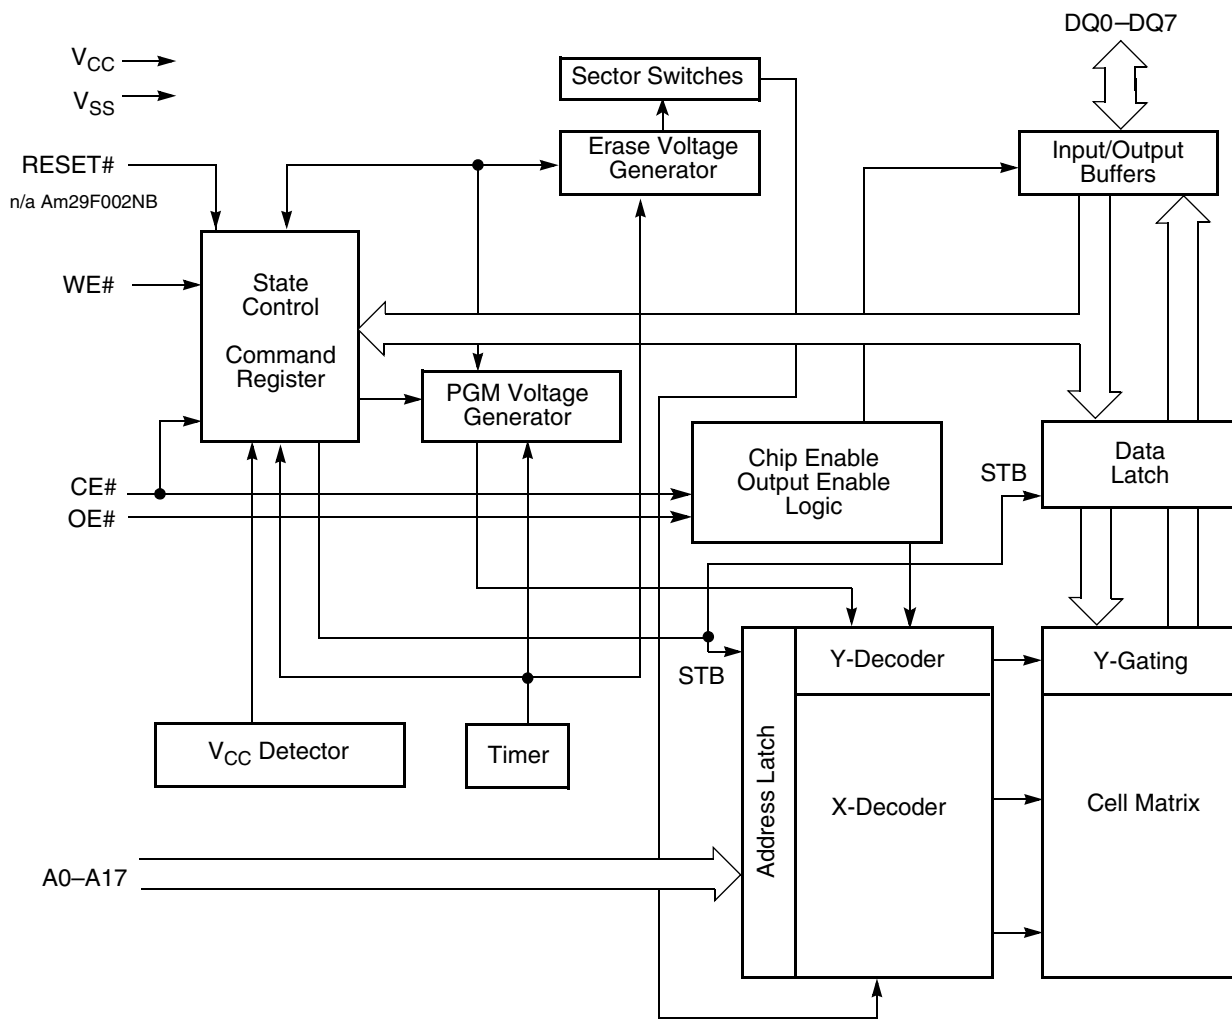 DQ0–DQ7
VCC
VSS
Sector Switches
RESET#
n/a Am29F002NB
Erase Voltage
Generator
Input/Output
Buffers
WE#
State
Control
Command
Register
PGM Voltage
Generator
CE#
OE#
Chip Enable
Output Enable
Logic
STB
Data
Latch
STB
Y-Decoder
Y-Gating
VCC Detector
Timer
Address Latch
X-Decoder
Cell Matrix
A0–A17